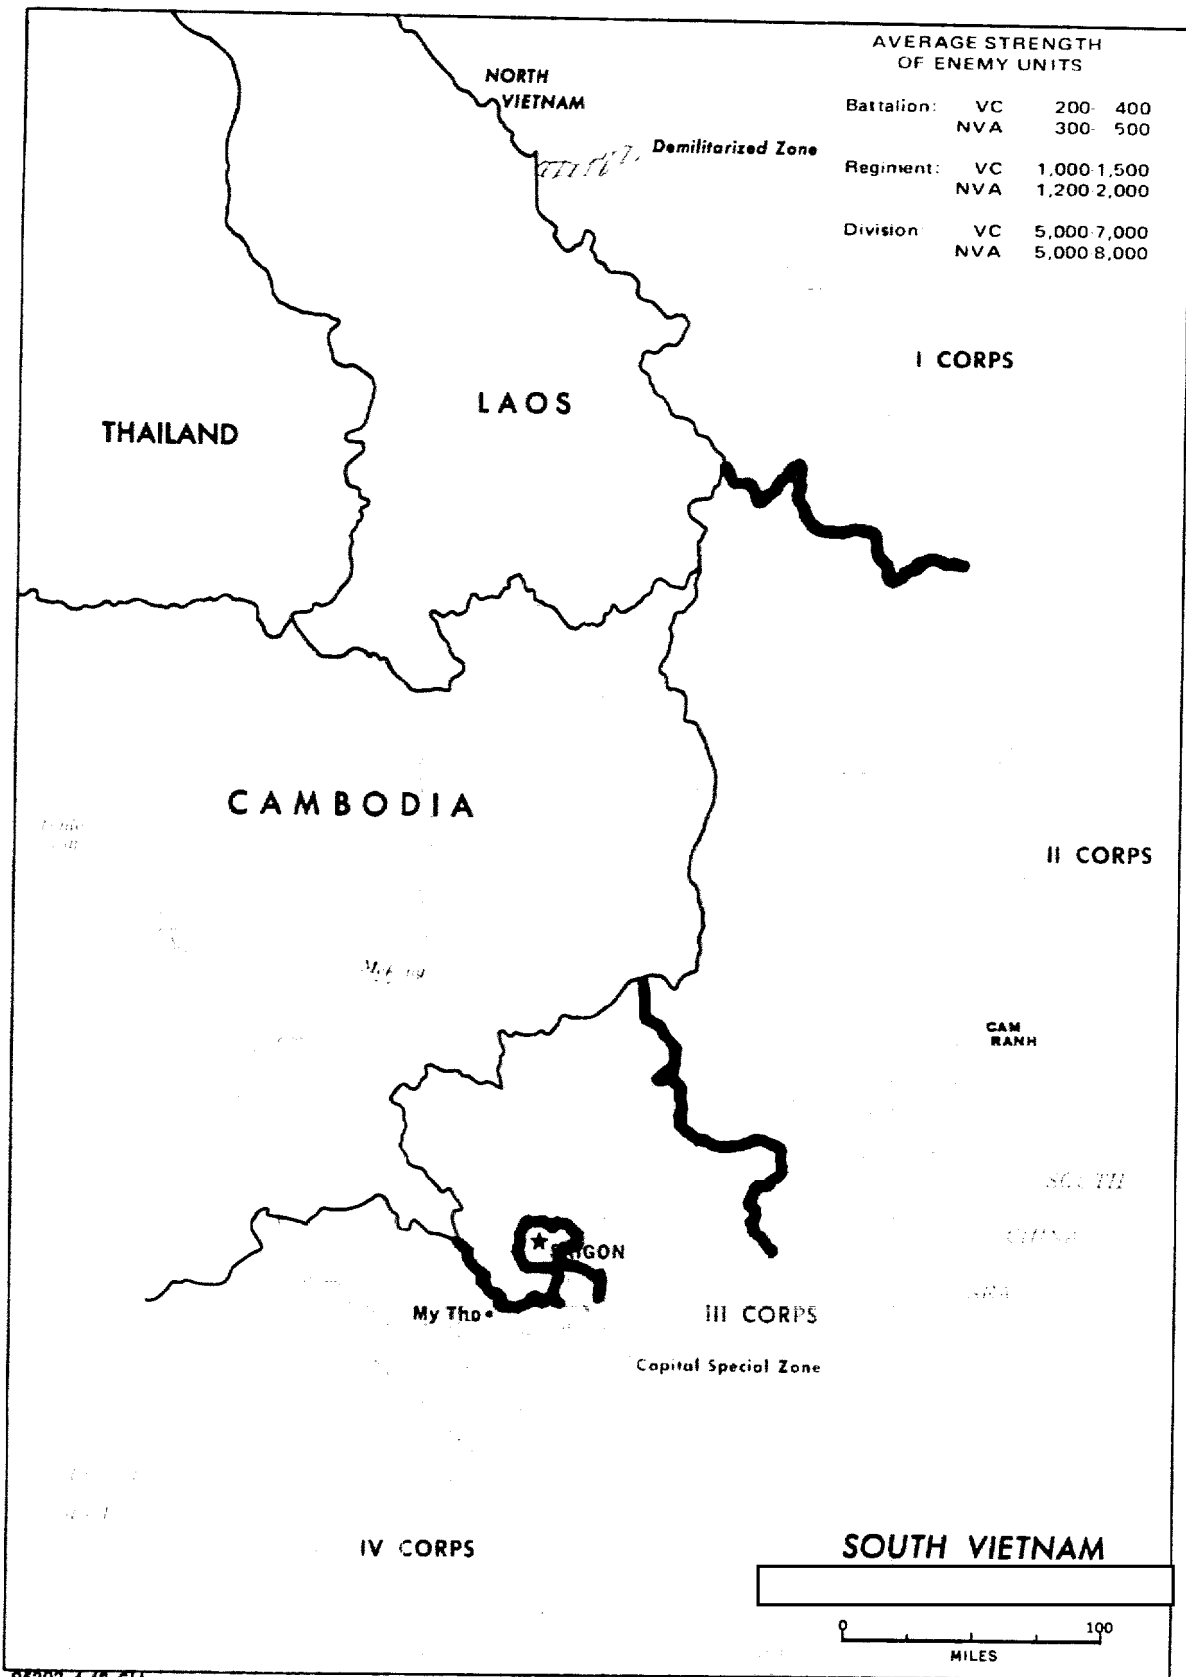 AVERAGE STRENGTH
OF ENEMY UNITS
Battalion: VC 200- 400
NVA 300- 500
Regiment: VC 1,000-1,500
NVA 1,200-2,000
Division VC 5,000-7,000
NVA 5,000 8,000
NORTH
VIETNAM
Demilitarized Zone
I CORPS
LAOS
THAILAND
CAMBODIA
II CORPS
CAM
RANH
SOUTH
CHINA
SEA
SAIGON
My Tho
III CORPS
Capital Special Zone
IV CORPS
SOUTH VIETNAM
0 100
MILES